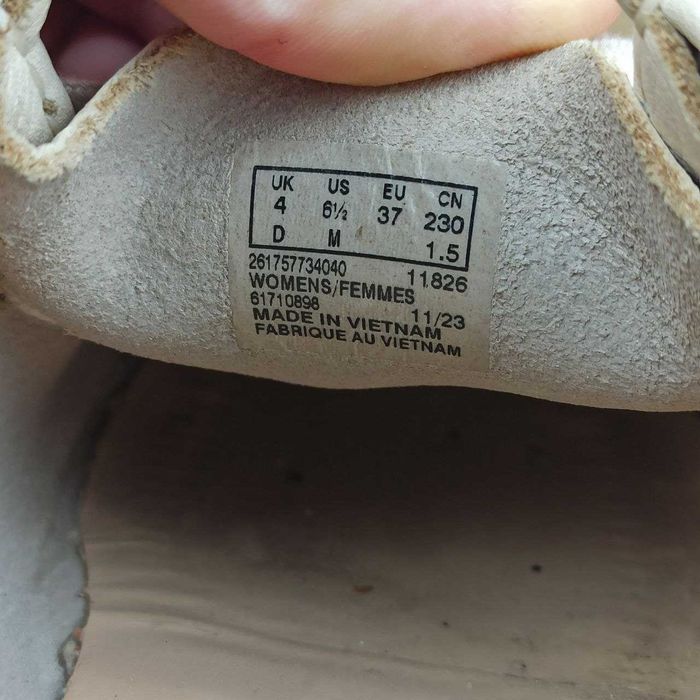 UK US EU CN
4 6½ 37 230
D M 1.5
261757734040 11826
WOMENS/FEMMES
61710898 11/23
MADE IN VIETNAM
FABRIQUE AU VIETNAM